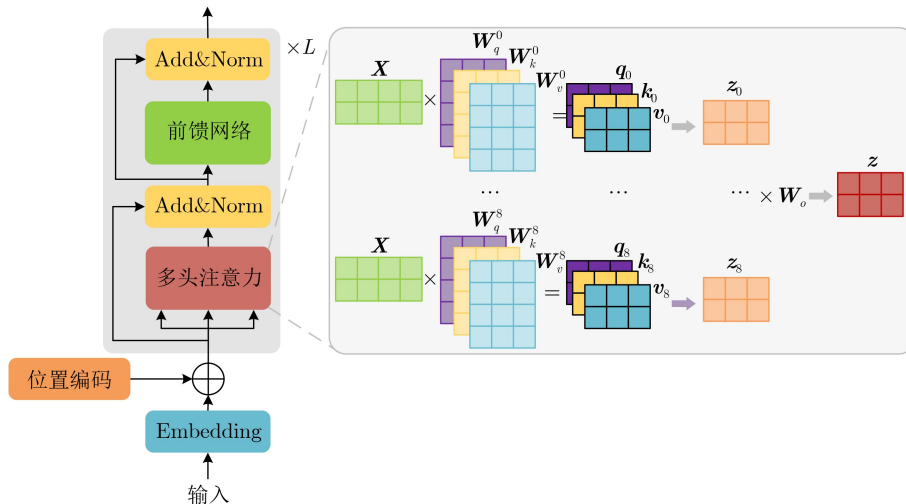 Add&Norm
×L
前馈网络
Add&Norm
多头注意力
位置编码
Embedding
输入
X
×
W_q^0
W_k^0
W_v^0
=
q_0
k_0
v_0
z_0
...
...
...
× W_o
z
X
×
W_q^8
W_k^8
W_v^8
=
q_8
k_8
v_8
z_8